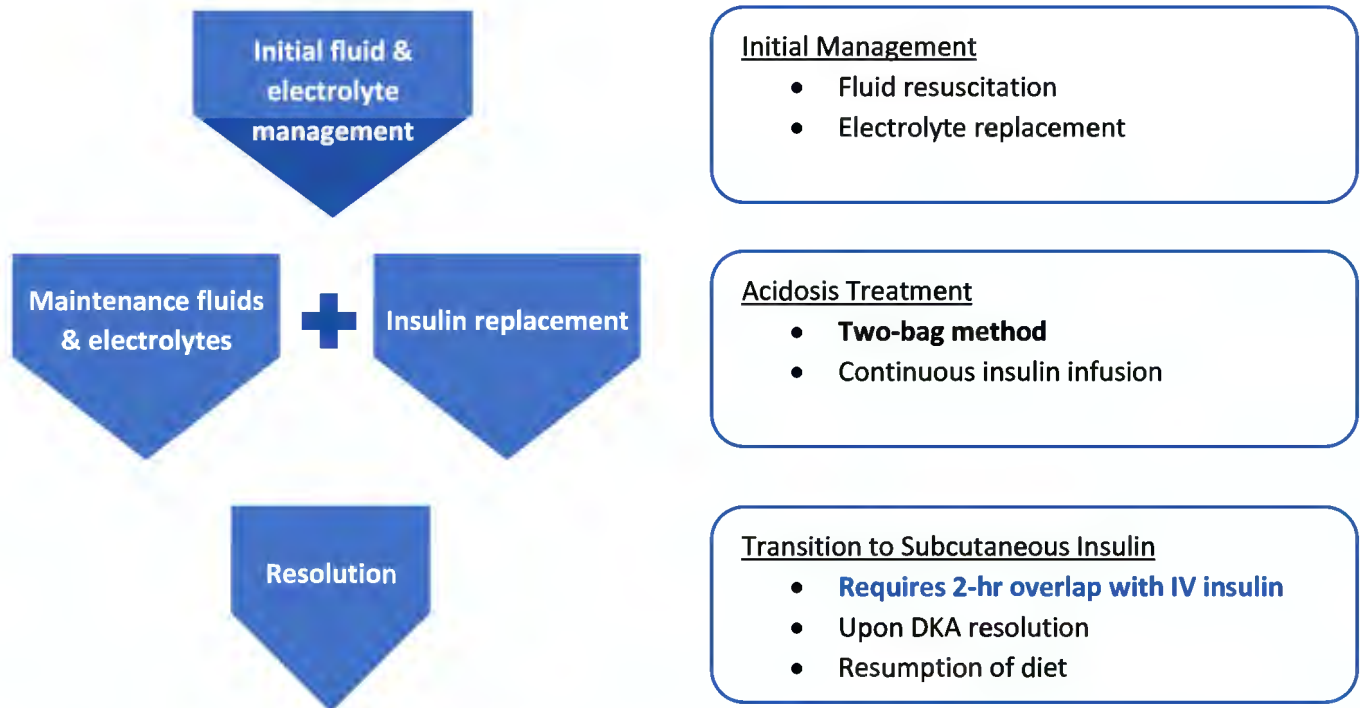 Initial fluid &
electrolyte
management
Initial Management
• Fluid resuscitation
• Electrolyte replacement
Maintenance fluids
& electrolytes
Insulin replacement
Acidosis Treatment
• Two-bag method
• Continuous insulin infusion
Resolution
Transition to Subcutaneous Insulin
• Requires 2-hr overlap with IV insulin
• Upon DKA resolution
• Resumption of diet